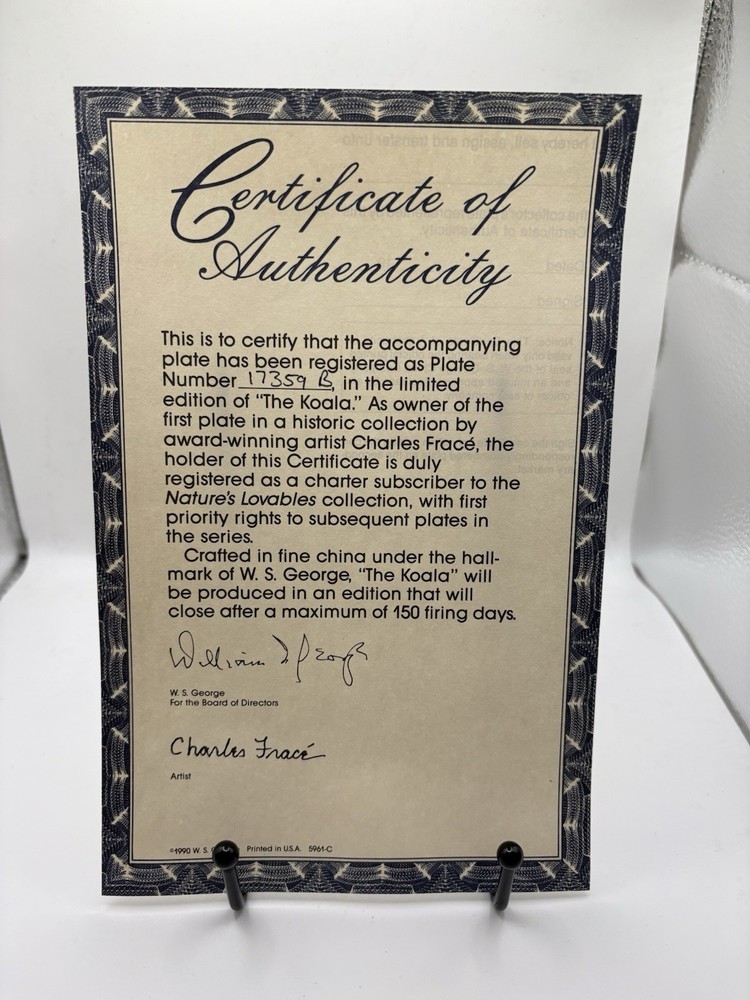 Certificate of
Authenticity
This is to certify that the accompanying
plate has been registered as Plate
Number 17359 B, in the limited
edition of "The Koala." As owner of the
first plate in a historic collection by
award-winning artist Charles Fracé, the
holder of this Certificate is duly
registered as a charter subscriber to the
Nature's Lovables collection, with first
priority rights to subsequent plates in
the series.
Crafted in fine china under the hall-
mark of W. S. George, "The Koala" will
be produced in an edition that will
close after a maximum of 150 firing days.
William S George
W. S. George
For the Board of Directors
Charles Fracé
Artist
©1990 W. S. Printed in U.S.A. 5961-C